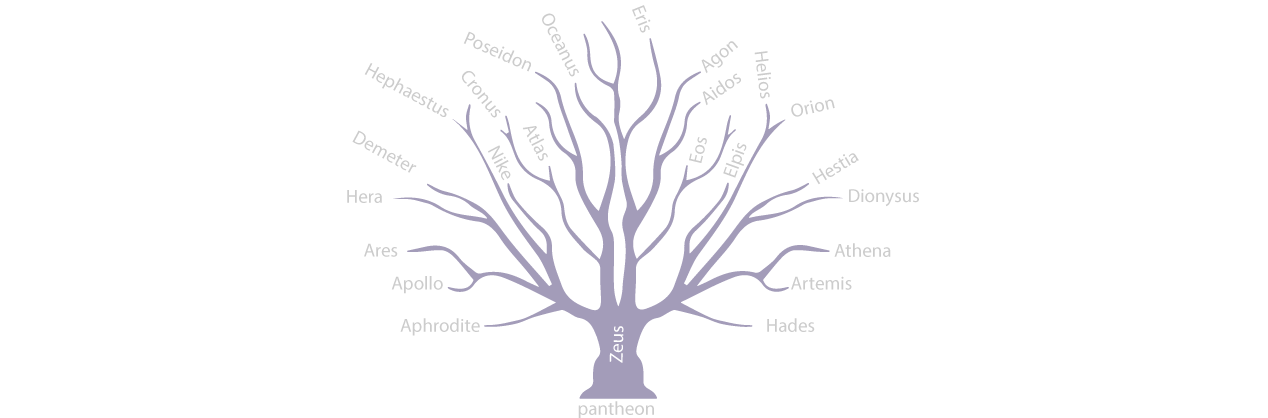 Eris
Oceanus
Poseidon
Agon
Helios
Hephaestus
Cronus
Aidos
Orion
Atlas
Nike
Eos
Elpis
Demeter
Hestia
Hera
Dionysus
Ares
Athena
Apollo
Artemis
Aphrodite
Hades
Zeus
pantheon